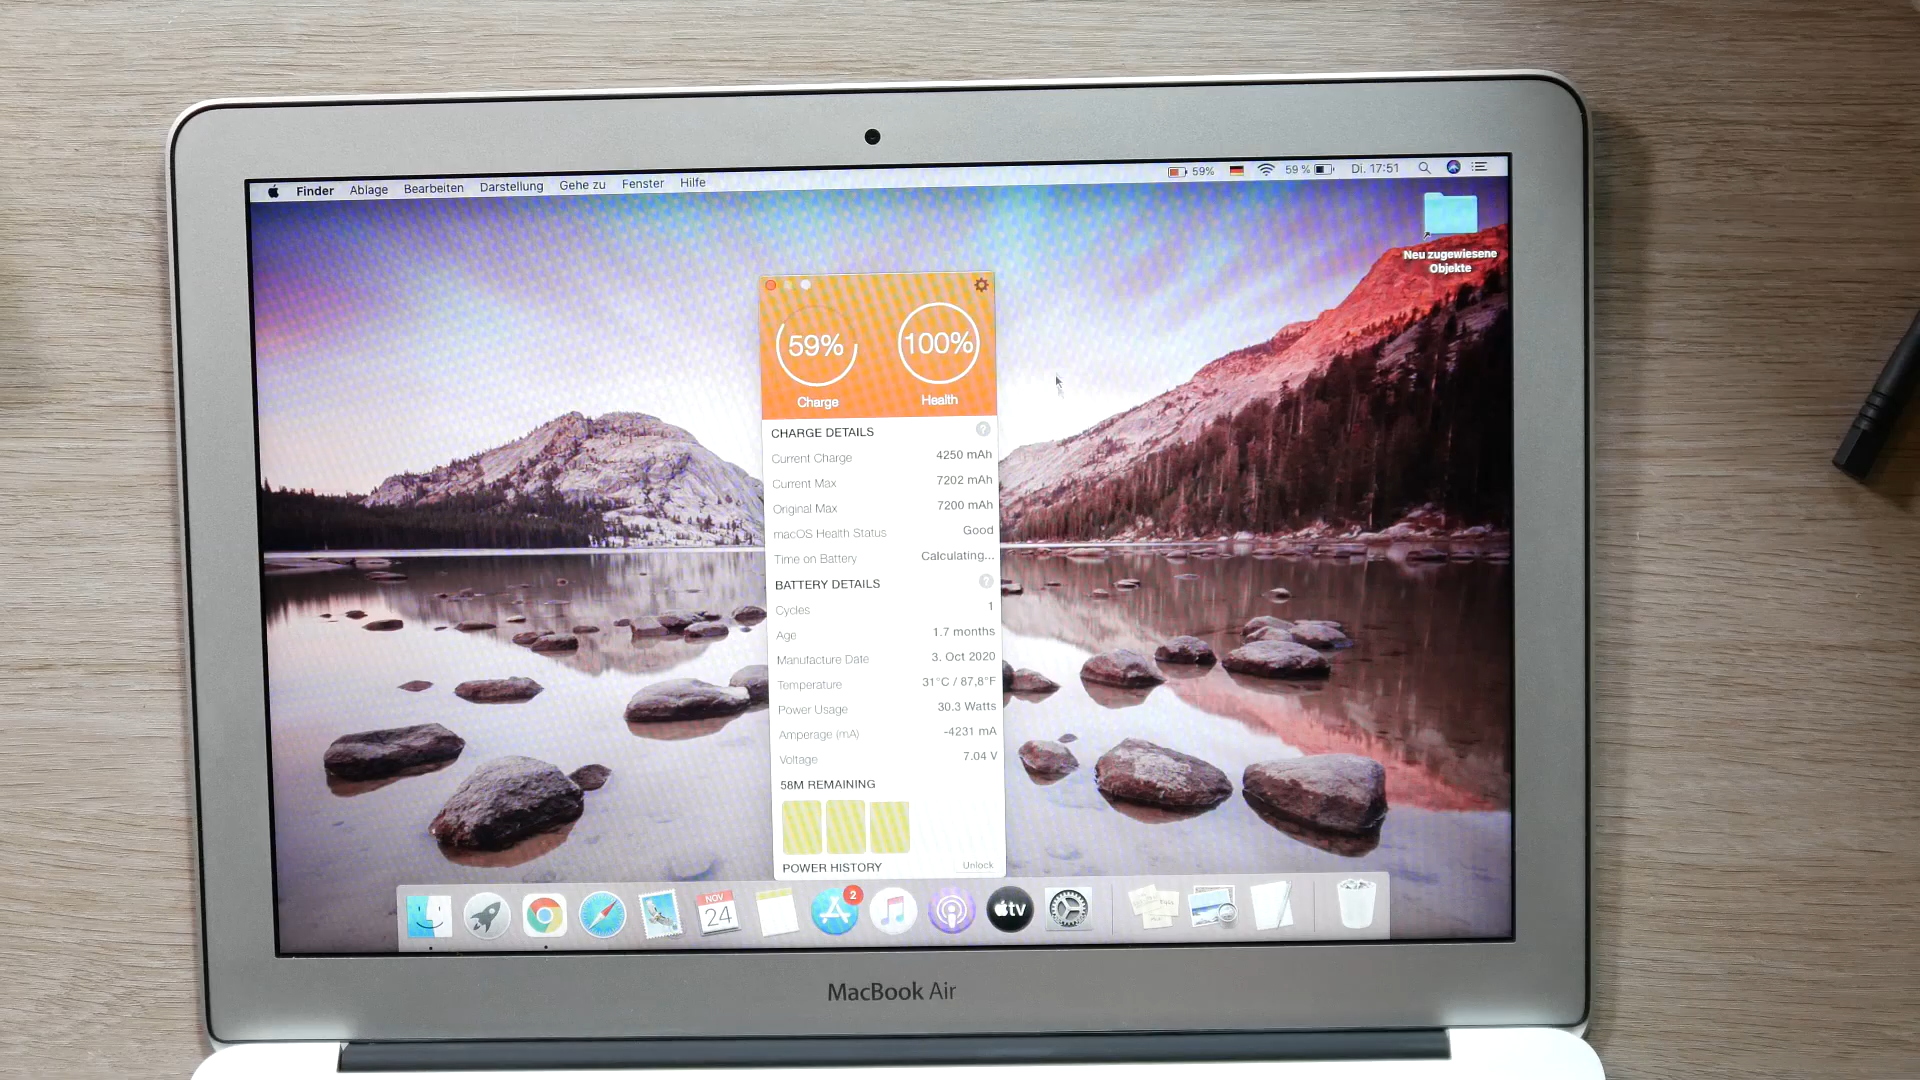 Finder Ablage Bearbeiten Darstellung Gehe zu Fenster Hilfe 59% 59 % Di. 17:51
Neu zugewiesene
Objekte
59% 100%
Charge Health
CHARGE DETAILS ?
Current Charge 4250 mAh
Current Max 7202 mAh
Original Max 7200 mAh
macOS Health Status Good
Time on Battery Calculating...
BATTERY DETAILS ?
Cycles 1
Age 1.7 months
Manufacture Date 3. Oct 2020
Temperature 31°C / 87,8°F
Power Usage 30.3 Watts
Amperage (mA) -4231 mA
Voltage 7.04 V
58M REMAINING
POWER HISTORY Unlock
NOV
24
2
tv
MacBook Air